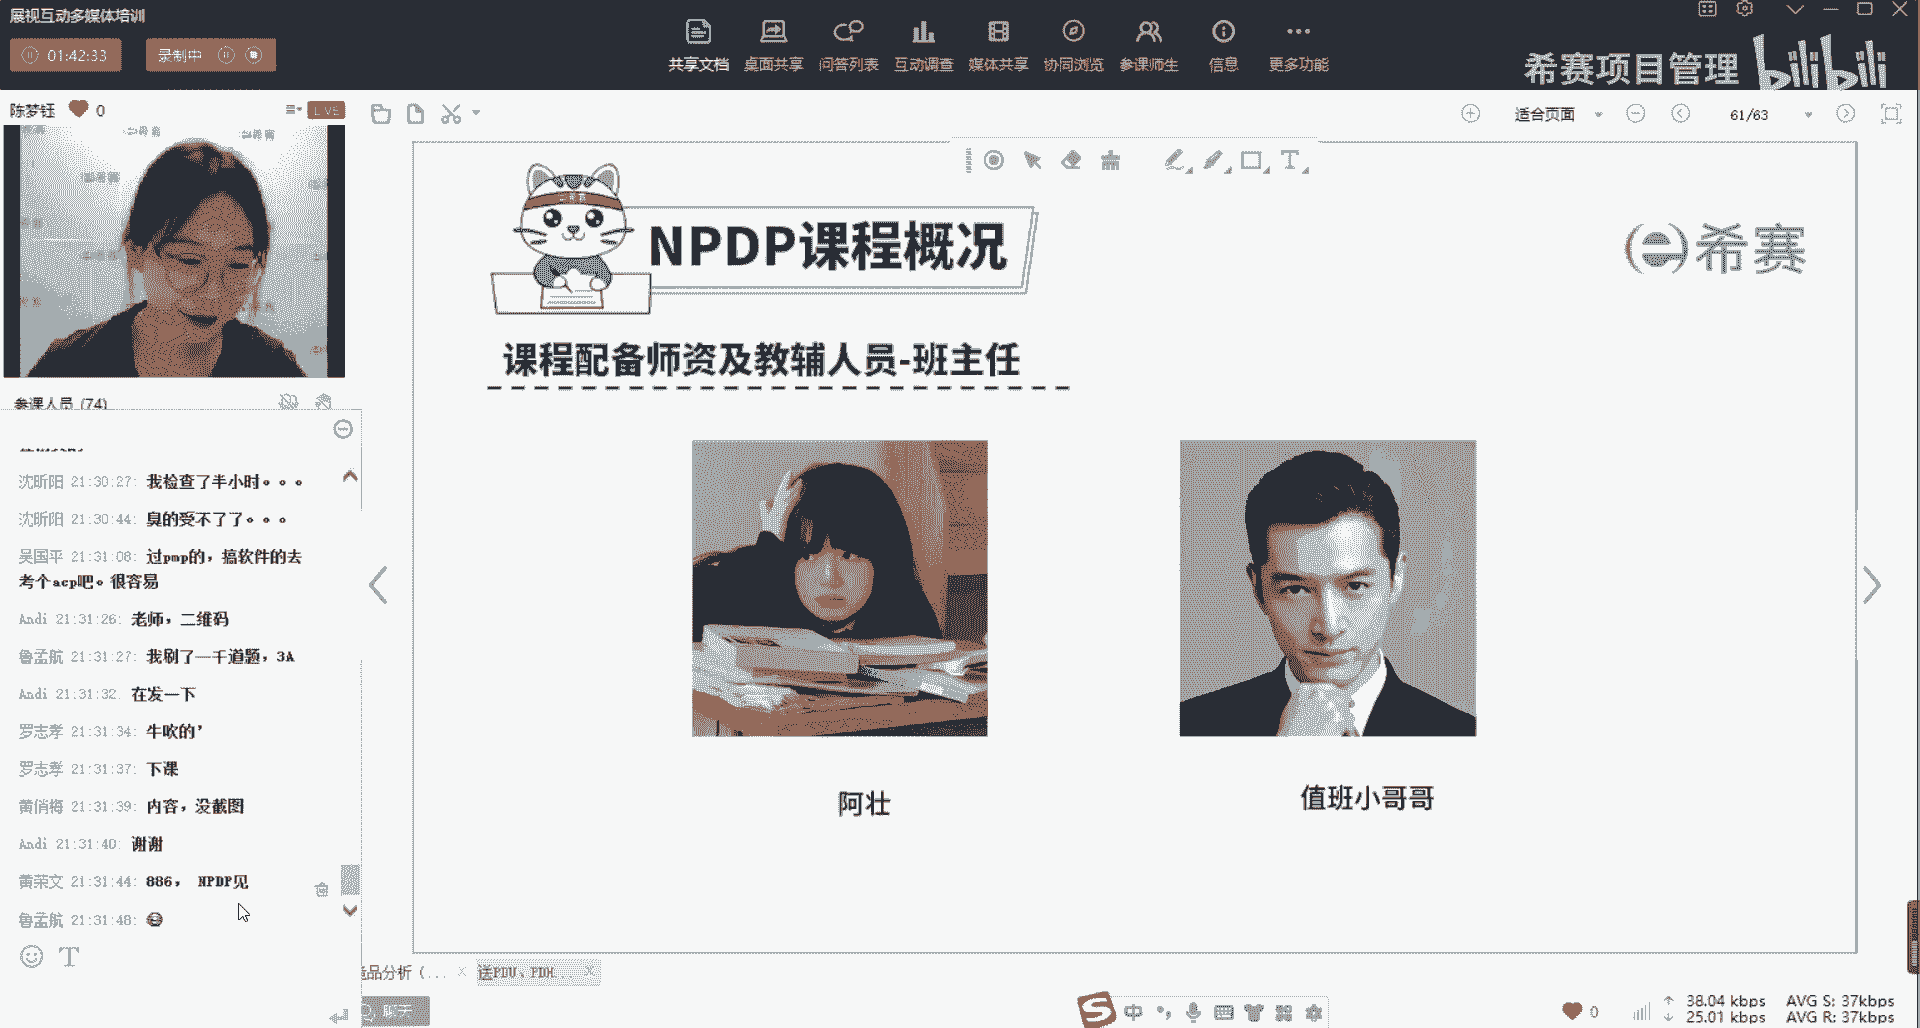 展视互动多媒体培训
01:42:33
录制中
共享文档 桌面共享 问答列表 互动调查 媒体共享 协同浏览 参课师生 信息 更多功能
希赛项目管理 bilibili
陈梦钰 0
LIVE
适合页面
61/63
NPDP课程概况
希赛
课程配备师资及教辅人员-班主任
参课人员 (74)
沈昕阳 21:30:27: 我检查了半小时。。。
沈昕阳 21:30:44: 臭的受不了了。。。
吴国平 21:31:08: 过pmp的，搞软件的去
考个acp吧。很容易
Andi 21:31:26: 老师，二维码
鲁孟航 21:31:27: 我刷了一千道题，3A
Andi 21:31:32: 在发一下
罗志孝 21:31:34: 牛吹的'
罗志孝 21:31:37: 下课
黄俏梅 21:31:39: 内容，没截图
Andi 21:31:40: 谢谢
黄荣文 21:31:44: 886， NPDP见
鲁孟航 21:31:48:
阿壮
值班小哥哥
品分析（...
送PDU、PDH...
聊天
中
0
38.04 kbps AVG S: 37kbps
25.01 kbps AVG R: 37kbps